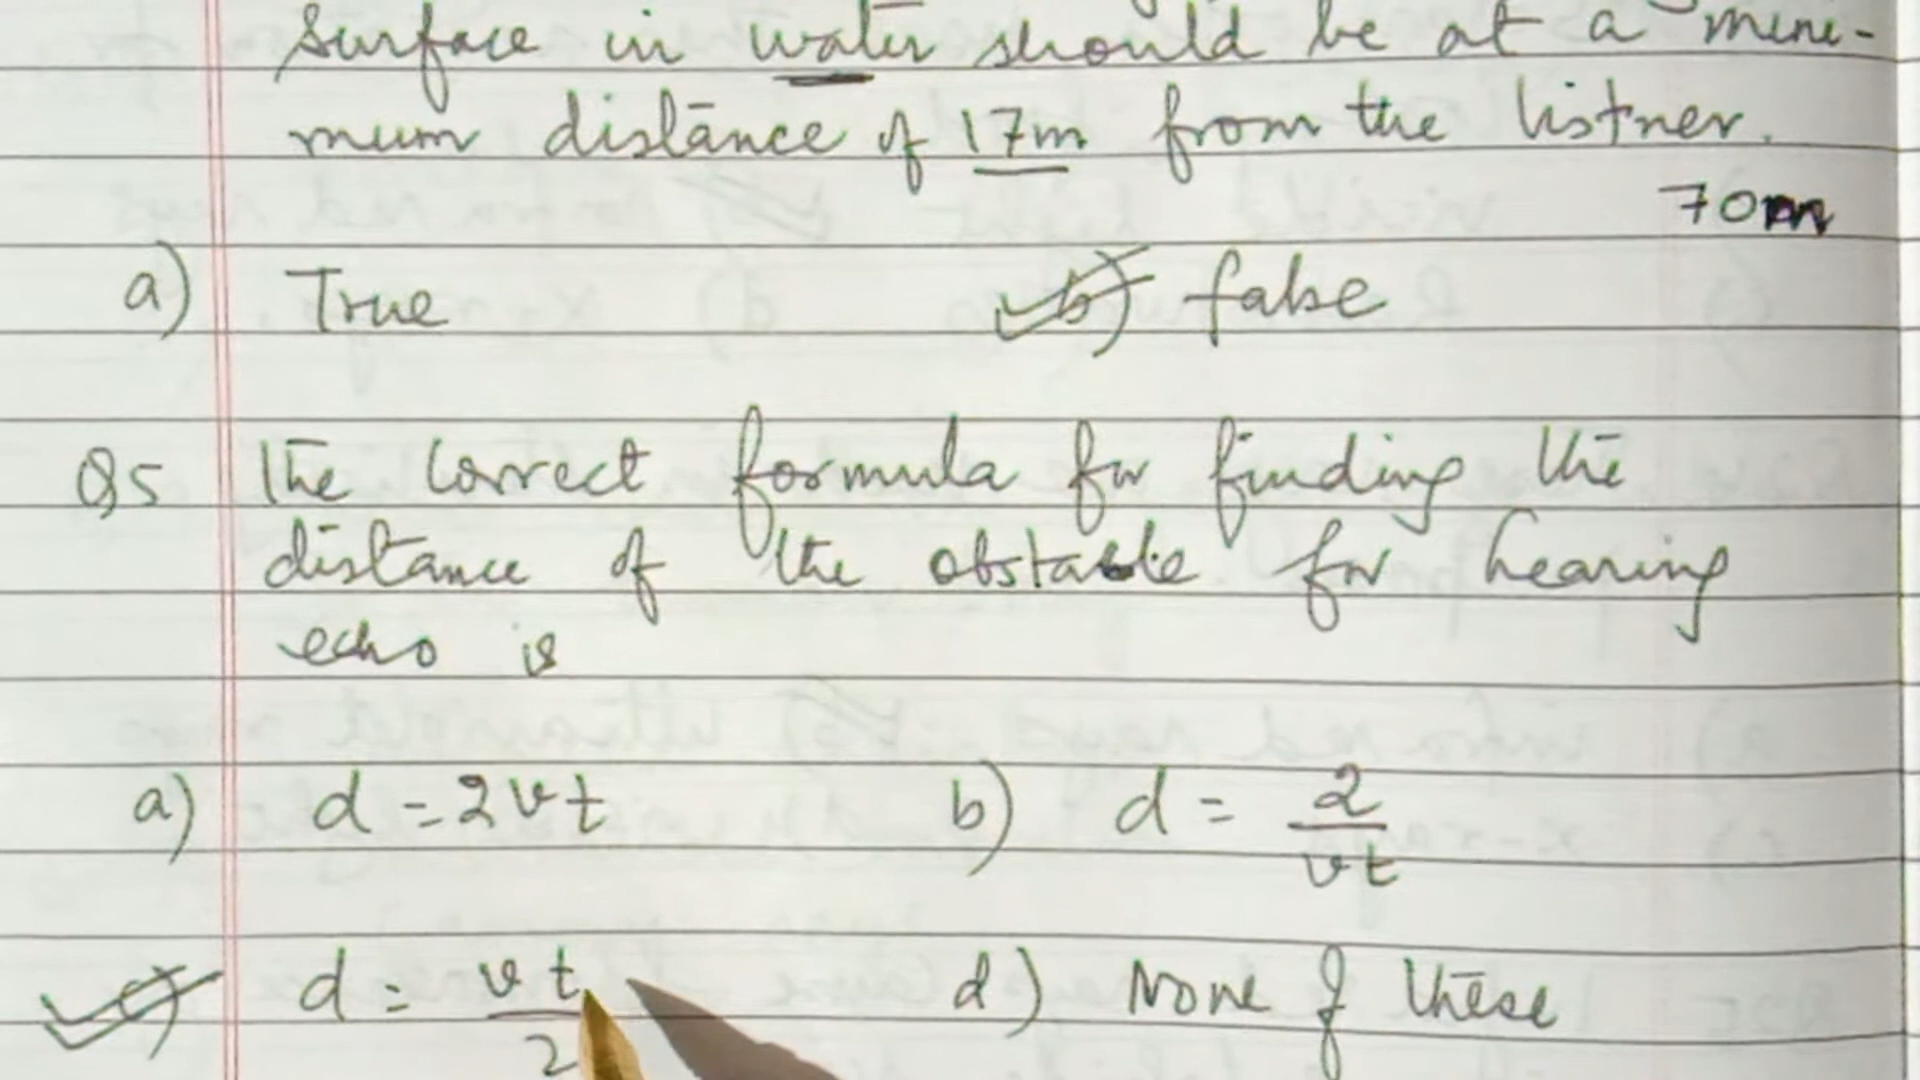 surface in water should be at a mini-
mum distance of 17m from the listner.
70m
a) True b) false
Q5 The correct formula for finding the
distance of the obstacle for hearing
echo is
a) d = 2vt b) d = 2/vt
c) d = vt/2 d) None of these